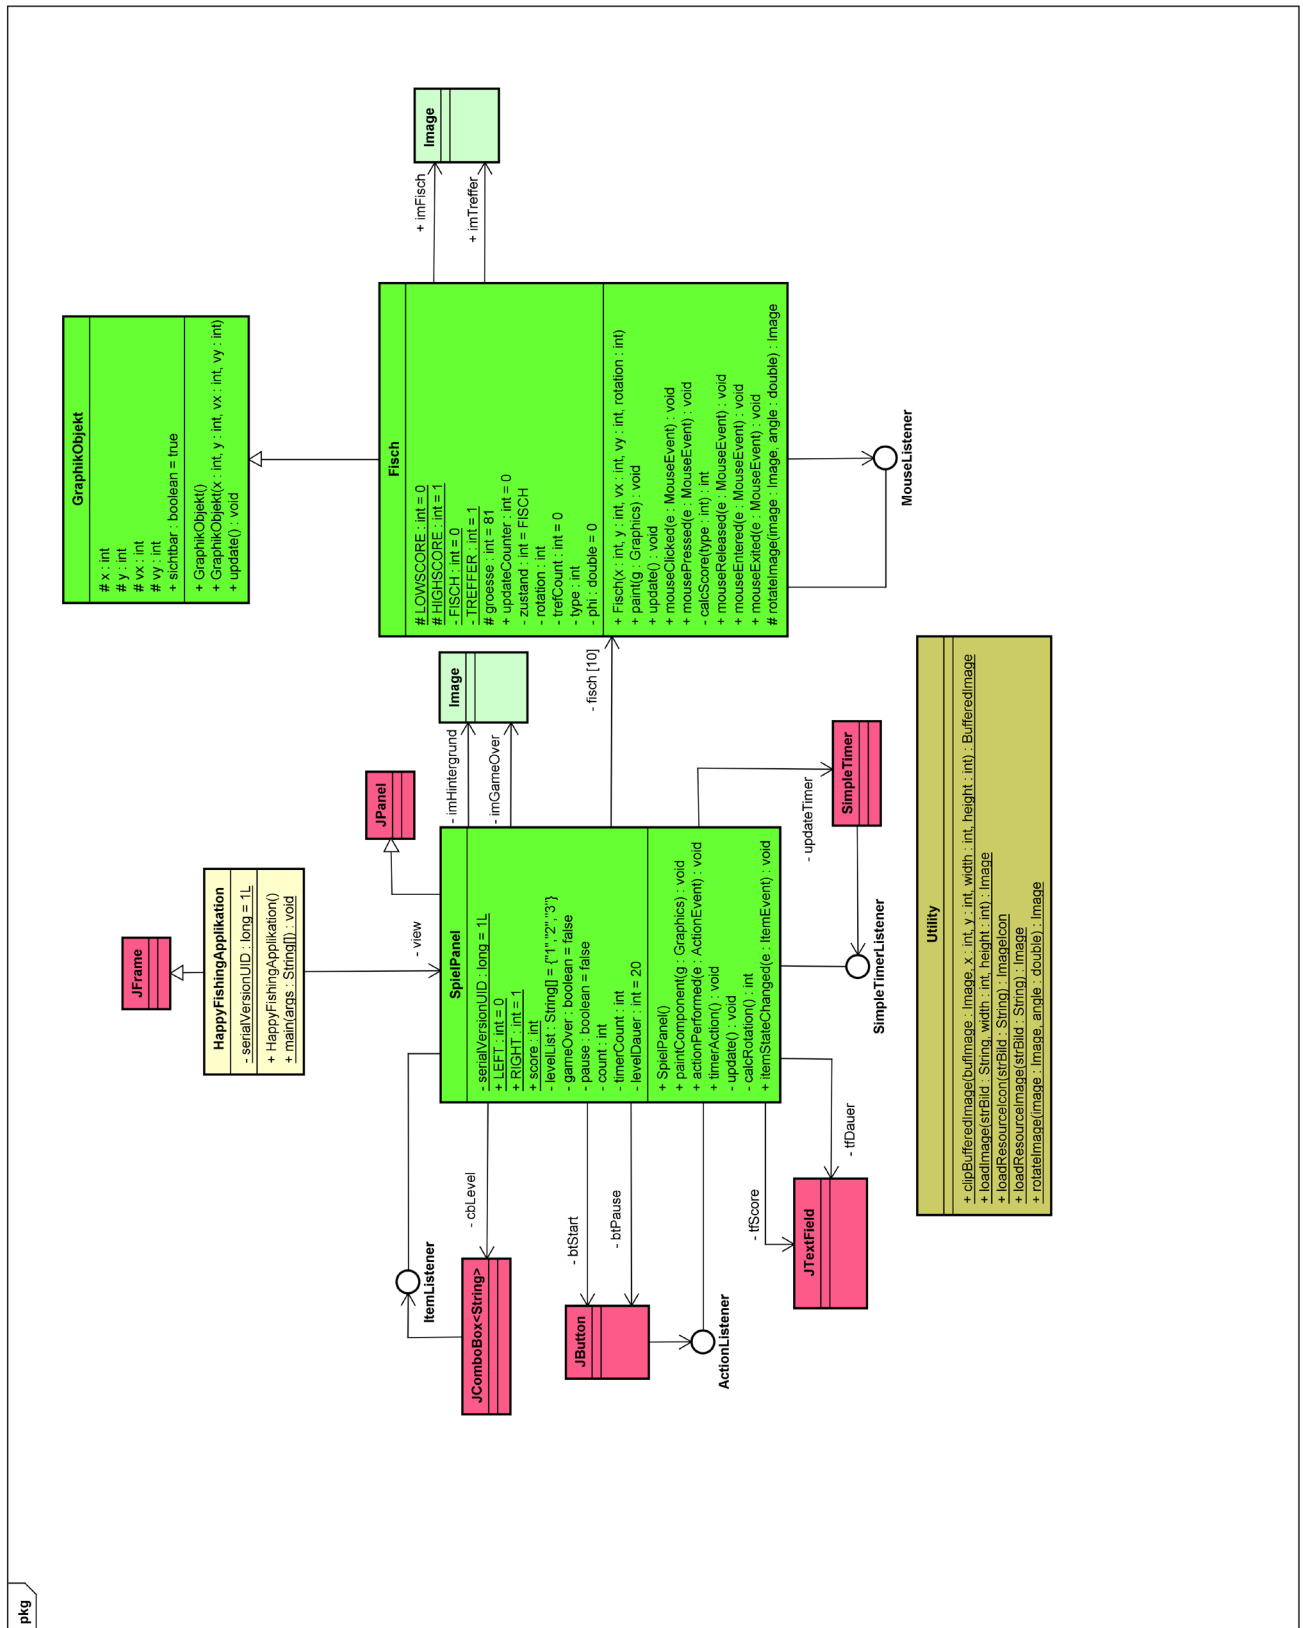 pkg
JFrame
HappyFishingApplikation
- serialVersionUID : long = 1L
+ HappyFishingApplication()
+ main(args : String[]) : void
- view
JPanel
ItemListener
JComboBox<String>
- cbLevel
SpielPanel
- serialVersionUID : long = 1L
+ LEFT : int = 0
+ RIGHT : int = 1
+ score : int
- levelList : String[] = {"1","2","3"}
- gameOver : boolean = false
- pause : boolean = false
- count : int
- timerCount : int
- levelDauer : int = 20
+ SpielPanel()
+ paintComponent(g : Graphics) : void
+ actionPerformed(e : ActionEvent) : void
+ timerAction() : void
- update() : void
- calcRotation() : int
+ itemStateChanged(e : ItemEvent) : void
- imHintergrund
- imGameOver
Image
- btStart
- btPause
JButton
ActionListener
- tfScore
- tfDauer
JTextField
SimpleTimerListener
- updateTimer
SimpleTimer
- fisch [10]
GraphikObjekt
# x : int
# y : int
# vx : int
# vy : int
+ sichtbar : boolean = true
+ GraphikObjekt()
+ GraphikObjekt(x : int, y : int, vx : int, vy : int)
+ update() : void
Fisch
# LOWSCORE : int = 0
# HIGHSCORE : int = 1
- FISCH : int = 0
- TREFFER : int = 1
# groesse : int = 81
+ updateCounter : int = 0
- zustand : int = FISCH
- rotation : int
- trefCount : int = 0
- type : int
- phi : double = 0
+ Fisch(x : int, y : int, vx : int, vy int, rotation : int)
+ paint(g : Graphics) : void
+ update() : void
+ mouseClicked(e : MouseEvent) : void
+ mousePressed(e : MouseEvent) : void
- calcScore(type : int) : int
+ mouseReleased(e : MouseEvent) : void
+ mouseEntered(e : MouseEvent) : void
+ mouseExited(e : MouseEvent) : void
# rotateImage(image : Image, angle : double) : Image
+ imFisch
+ imTreffer
Image
MouseListener
Utility
+ clipBufferedImage(bufImage : Image, x : int, y : int, width : int, height : int) : BufferedImage
+ loadImage(strBild : String, width : int, height : int) : Image
+ loadResourceIcon(strBild : String) : ImageIcon
+ loadResourceImage(strBild : String) : Image
+ rotateImage(image : Image, angle : double) : Image